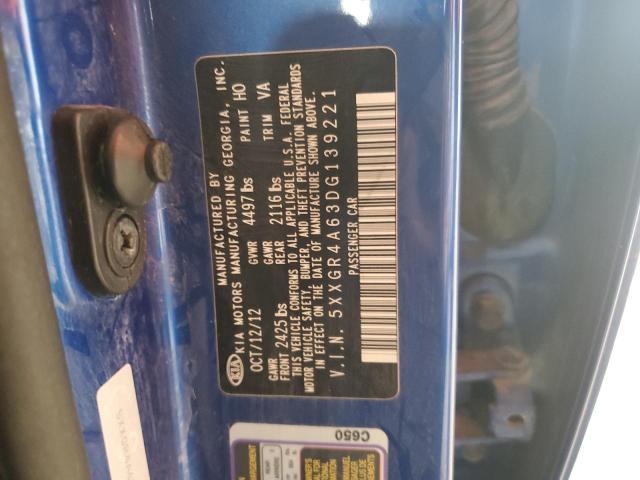 MANUFACTURED BY
KIA MOTORS MANUFACTURING GEORGIA, INC.
KIA
OCT/12/12
GVWR 4497 lbs
PAINT HO
GAWR FRONT 2425 lbs
GAWR REAR 2116 lbs
TRIM VA
THIS VEHICLE CONFORMS TO ALL APPLICABLE U.S.A. FEDERAL
MOTOR VEHICLE SAFETY, BUMPER, AND THEFT PREVENTION STANDARDS
IN EFFECT ON THE DATE OF MANUFACTURE SHOWN ABOVE.
V.I.N. 5XXGR4A63DG139221
PASSENGER CAR
C650